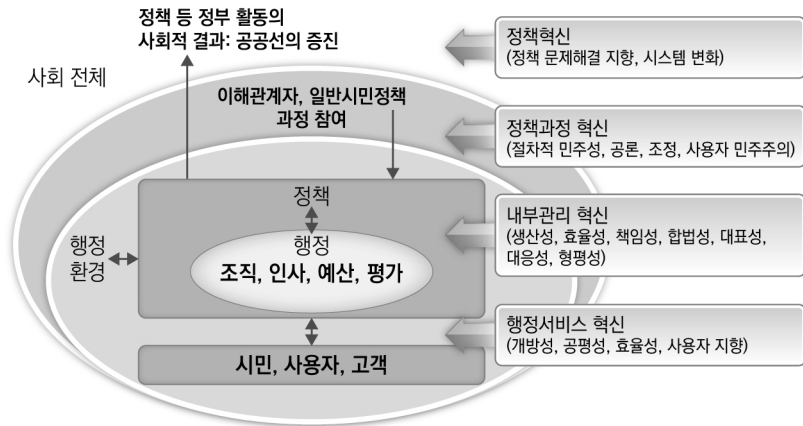 정책 등 정부 활동의
사회적 결과: 공공선의 증진
사회 전체
이해관계자, 일반시민정책
과정 참여
정책
행정
환경
행정
조직, 인사, 예산, 평가
시민, 사용자, 고객
정책혁신
(정책 문제해결 지향, 시스템 변화)
정책과정 혁신
(절차적 민주성, 공론, 조정, 사용자 민주주의)
내부관리 혁신
(생산성, 효율성, 책임성, 합법성, 대표성,
대응성, 형평성)
행정서비스 혁신
(개방성, 공평성, 효율성, 사용자 지향)